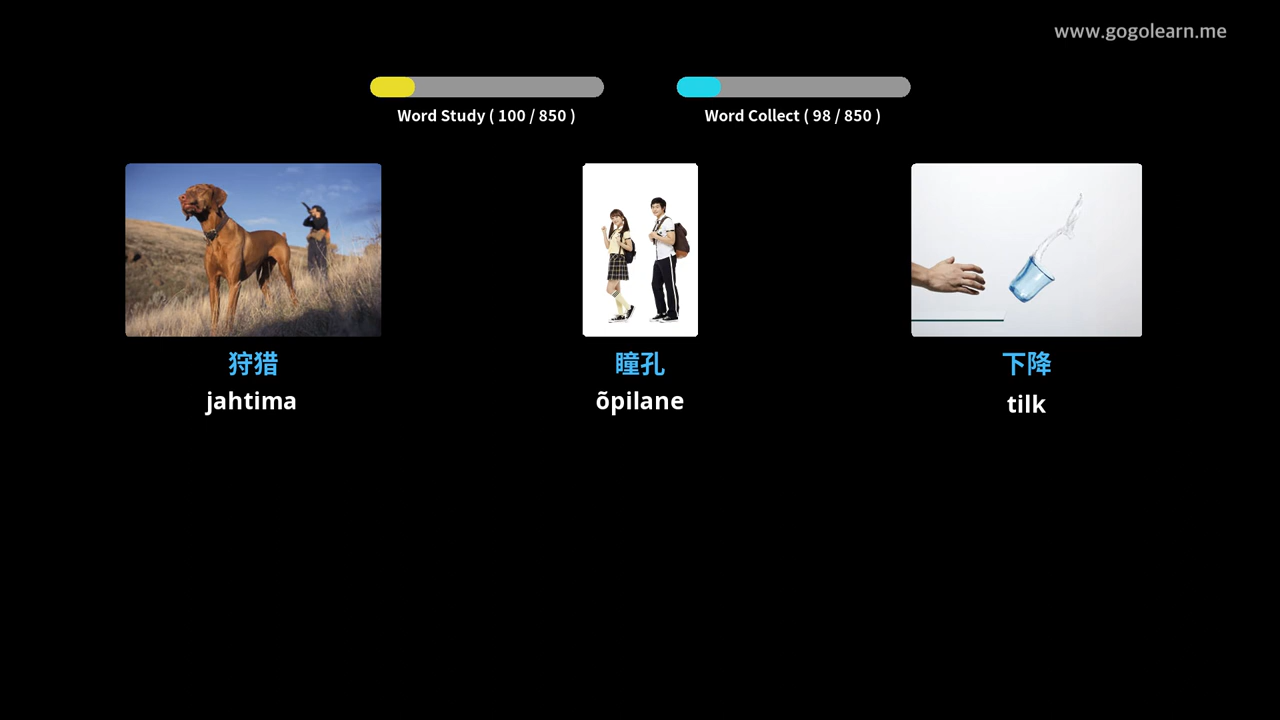 www.gogolearn.me
Word Study ( 100 / 850 )
Word Collect ( 98 / 850 )
狩猎
瞳孔
下降
jahtima
õpilane
tilk